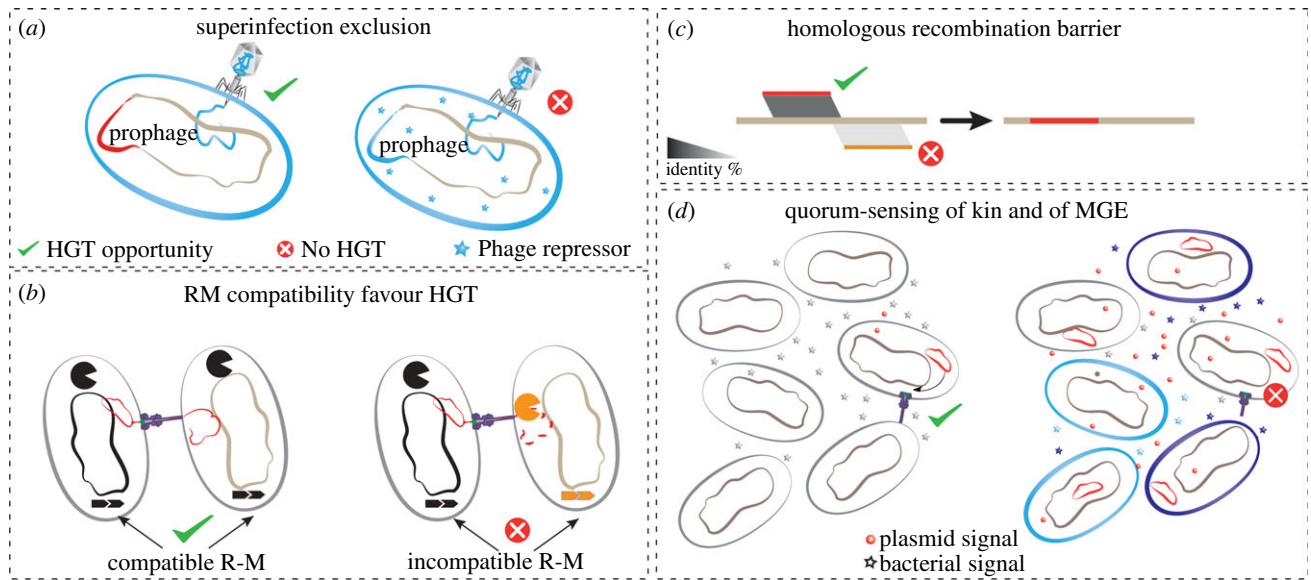 (a) superinfection exclusion
prophage
prophage
HGT opportunity No HGT Phage repressor
(b) RM compatibility favour HGT
compatible R-M incompatible R-M
(c) homologous recombination barrier
identity %
(d) quorum-sensing of kin and of MGE
plasmid signal
bacterial signal